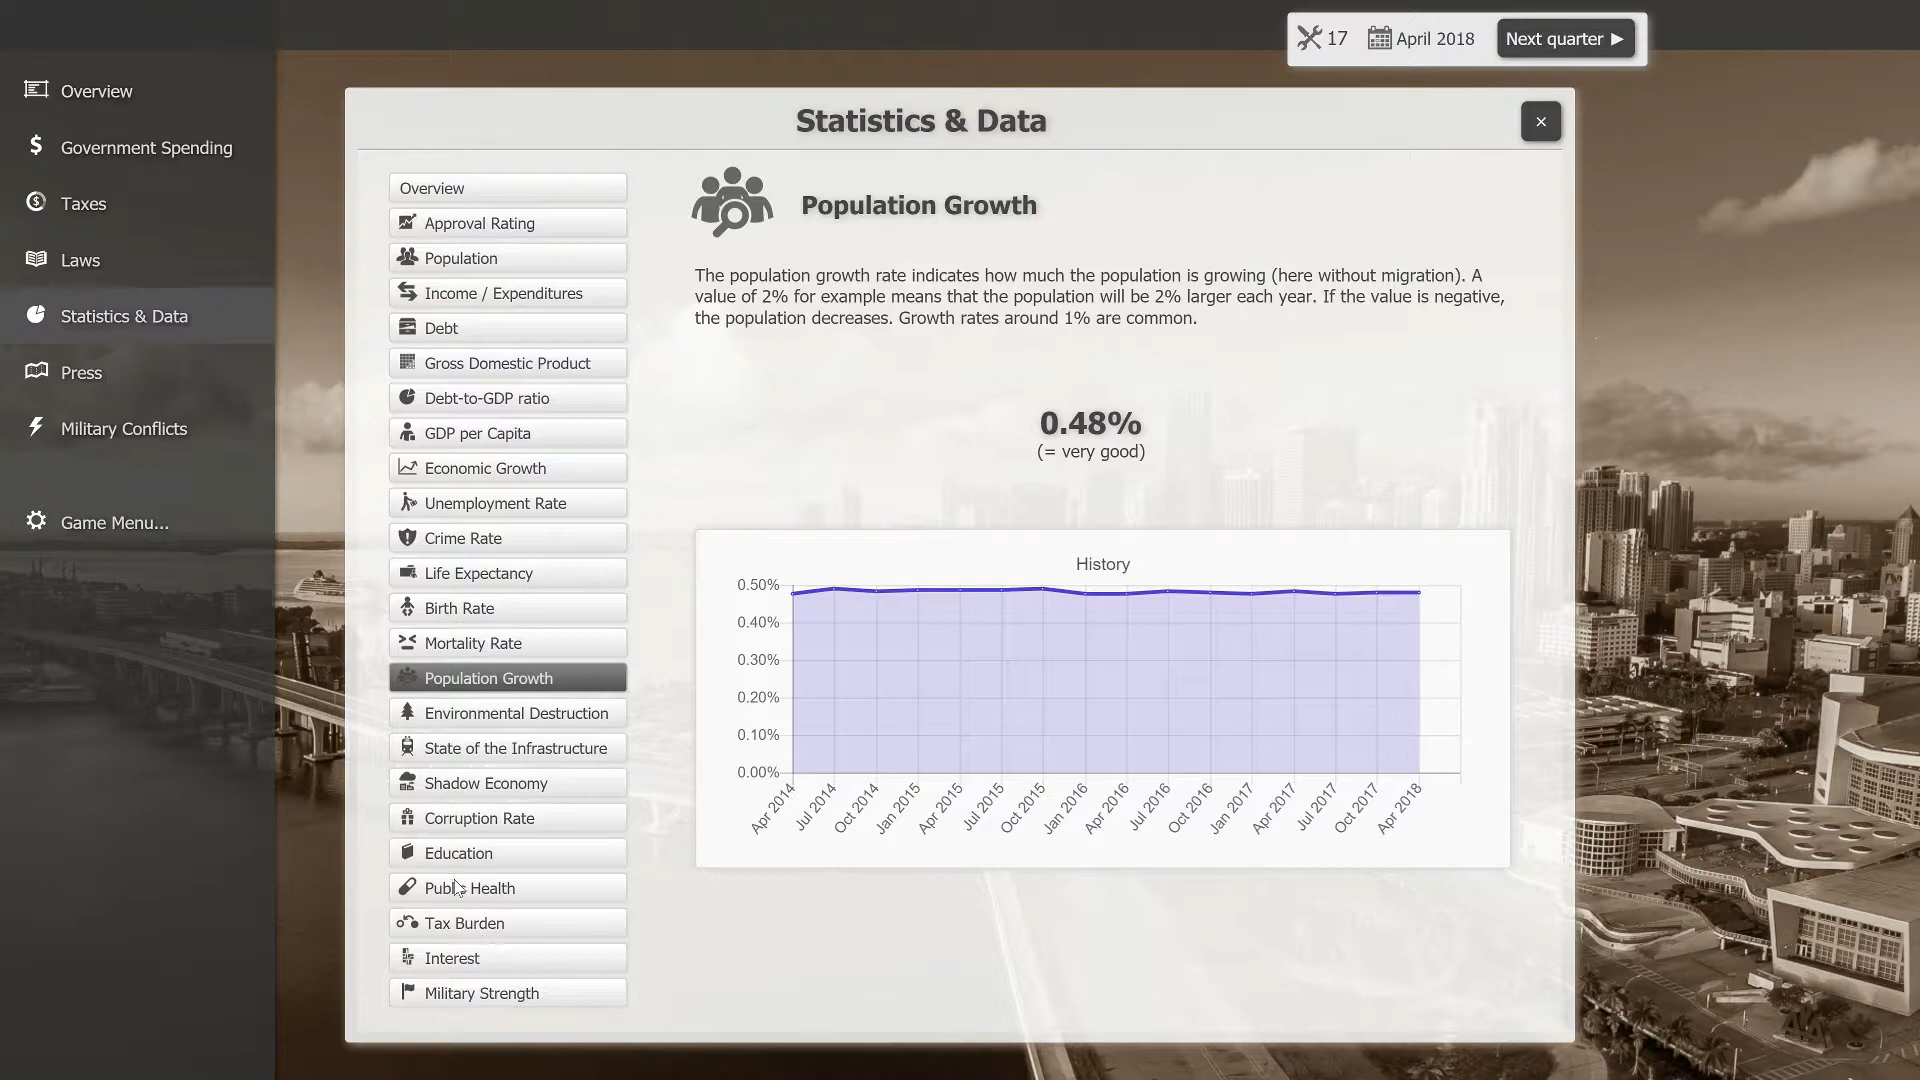 17
April 2018
Next quarter ▶
Overview
Government Spending
Taxes
Laws
Statistics & Data
Press
Military Conflicts
Game Menu...
Statistics & Data
×
Overview
Approval Rating
Population
Income / Expenditures
Debt
Gross Domestic Product
Debt-to-GDP ratio
GDP per Capita
Economic Growth
Unemployment Rate
Crime Rate
Life Expectancy
Birth Rate
Mortality Rate
Population Growth
Environmental Destruction
State of the Infrastructure
Shadow Economy
Corruption Rate
Education
Public Health
Tax Burden
Interest
Military Strength
Population Growth
The population growth rate indicates how much the population is growing (here without migration). A
value of 2% for example means that the population will be 2% larger each year. If the value is negative,
the population decreases. Growth rates around 1% are common.
0.48%
(= very good)
History
0.50%
0.40%
0.30%
0.20%
0.10%
0.00%
Apr 2014
Jul 2014
Oct 2014
Jan 2015
Apr 2015
Jul 2015
Oct 2015
Jan 2016
Apr 2016
Jul 2016
Oct 2016
Jan 2017
Apr 2017
Jul 2017
Oct 2017
Apr 2018